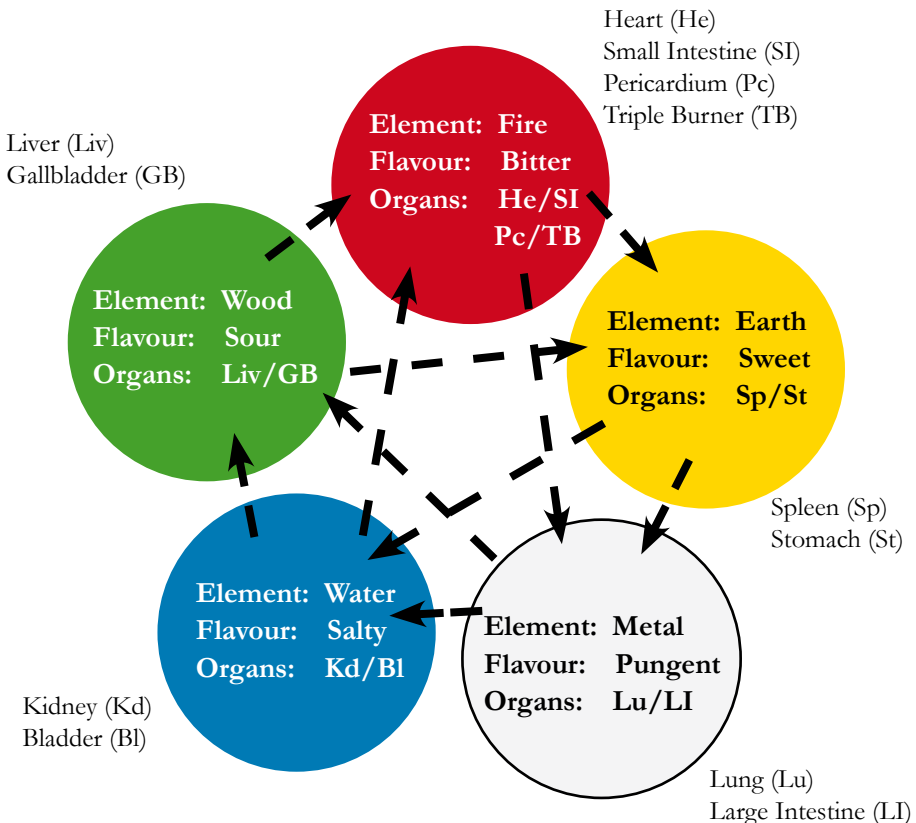 Heart (He)
Small Intestine (SI)
Pericardium (Pc)
Triple Burner (TB)
Liver (Liv)
Gallbladder (GB)
Element: Fire
Flavour: Bitter
Organs: He/SI
Pc/TB
Element: Wood
Flavour: Sour
Organs: Liv/GB
Element: Earth
Flavour: Sweet
Organs: Sp/St
Spleen (Sp)
Stomach (St)
Element: Water
Flavour: Salty
Organs: Kd/Bl
Element: Metal
Flavour: Pungent
Organs: Lu/LI
Kidney (Kd)
Bladder (Bl)
Lung (Lu)
Large Intestine (LI)